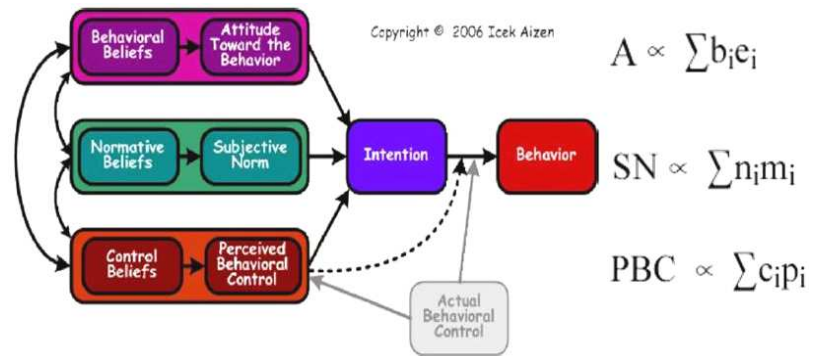 Behavioral
Beliefs
Attitude
Toward the
Behavior
Copyright © 2006 Icek Aizen
A ∝ ∑bᵢeᵢ
Normative
Beliefs
Subjective
Norm
Intention
Behavior
SN ∝ ∑nᵢmᵢ
Control
Beliefs
Perceived
Behavioral
Control
PBC ∝ ∑cᵢpᵢ
Actual
Behavioral
Control